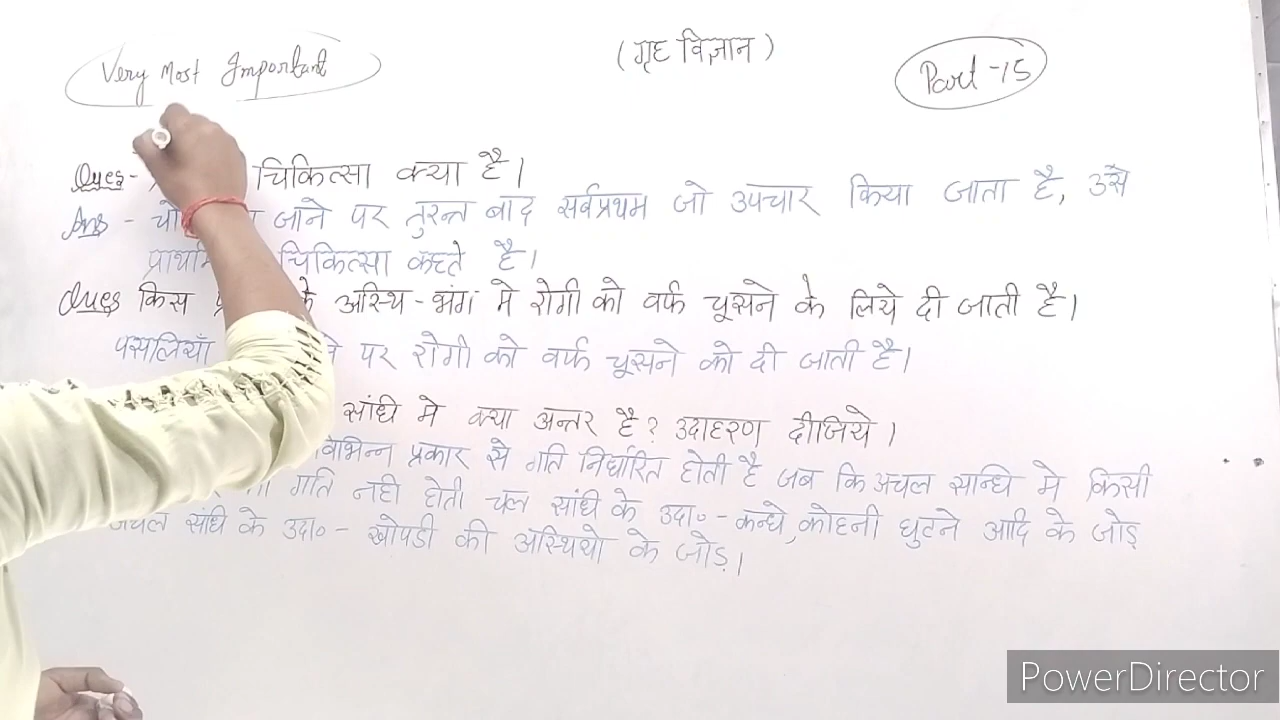 Very Most Important
(गृह विज्ञान)
Part-15
Ques- चिकित्सा क्या है।
Ans - जाने पर तुरन्त बाद सर्वप्रथम जो उपचार किया जाता है, उसे
चिकित्सा कहते है।
Ques किस के अस्थि-भंग मे रोगी को वर्फ चूसने के लिये दी जाती है।
पसलियाँ पर रोगी को वर्फ चूसने को दी जाती है।
सांधी मे क्या अन्तर है? उदाहरण दीजिये।
प्रकार से गति निर्धारित होती है जब कि अचल सन्धि मे किसी
गति नही होती चल सांधि के उदा०- कन्धे, कोहनी घुटने आदि के जोड़
अचल सांधि के उदा०- खोपडी की अस्थियो के जोड़।
PowerDirector